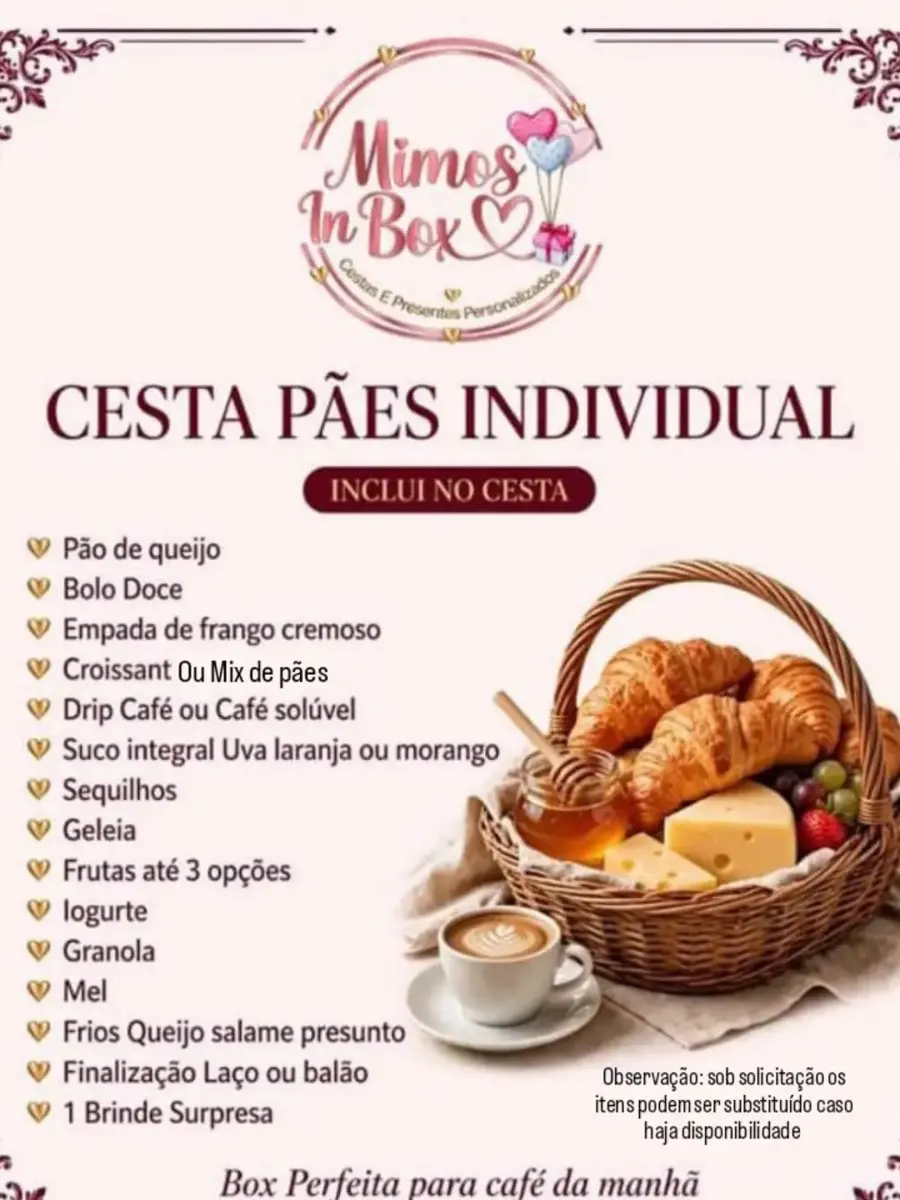 Mimos
In Box
Cestas E Presentes Personalizados
CESTA PÃES INDIVIDUAL
INCLUI NO CESTA
Pão de queijo
Bolo Doce
Empada de frango cremoso
Croissant Ou Mix de pães
Drip Café ou Café solúvel
Suco integral Uva laranja ou morango
Sequilhos
Geleia
Frutas até 3 opções
Iogurte
Granola
Mel
Frios Queijo salame presunto
Finalização Laço ou balão
1 Brinde Surpresa
Observação: sob solicitação os
itens podem ser substituído caso
haja disponibilidade
Box Perfeita para café da manhã